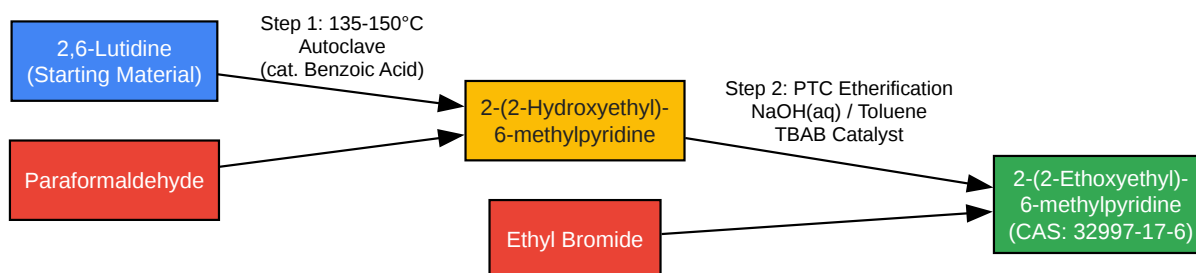 2,6-Lutidine
(Starting Material)
Step 1: 135-150°C
Autoclave
(cat. Benzoic Acid)
Paraformaldehyde
2-(2-Hydroxyethyl)-
6-methylpyridine
Step 2: PTC Etherification
NaOH(aq) / Toluene
TBAB Catalyst
Ethyl Bromide
2-(2-Ethoxyethyl)-
6-methylpyridine
(CAS: 32997-17-6)